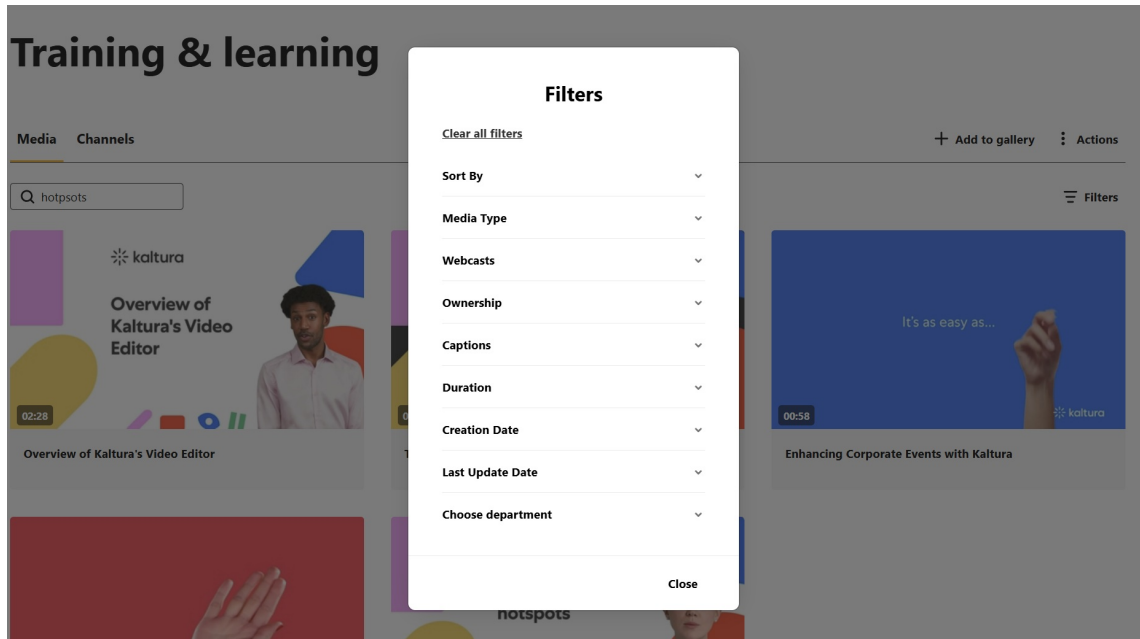 Training & learning
Media
Channels
Add to gallery
Actions
hotpsots
Filters
kaltura
Overview of
Kaltura's Video
Editor
02:28
Overview of Kaltura's Video Editor
It's as easy as...
kaltura
00:58
Enhancing Corporate Events with Kaltura
hotspots
Filters
Clear all filters
Sort By
Media Type
Webcasts
Ownership
Captions
Duration
Creation Date
Last Update Date
Choose department
Close